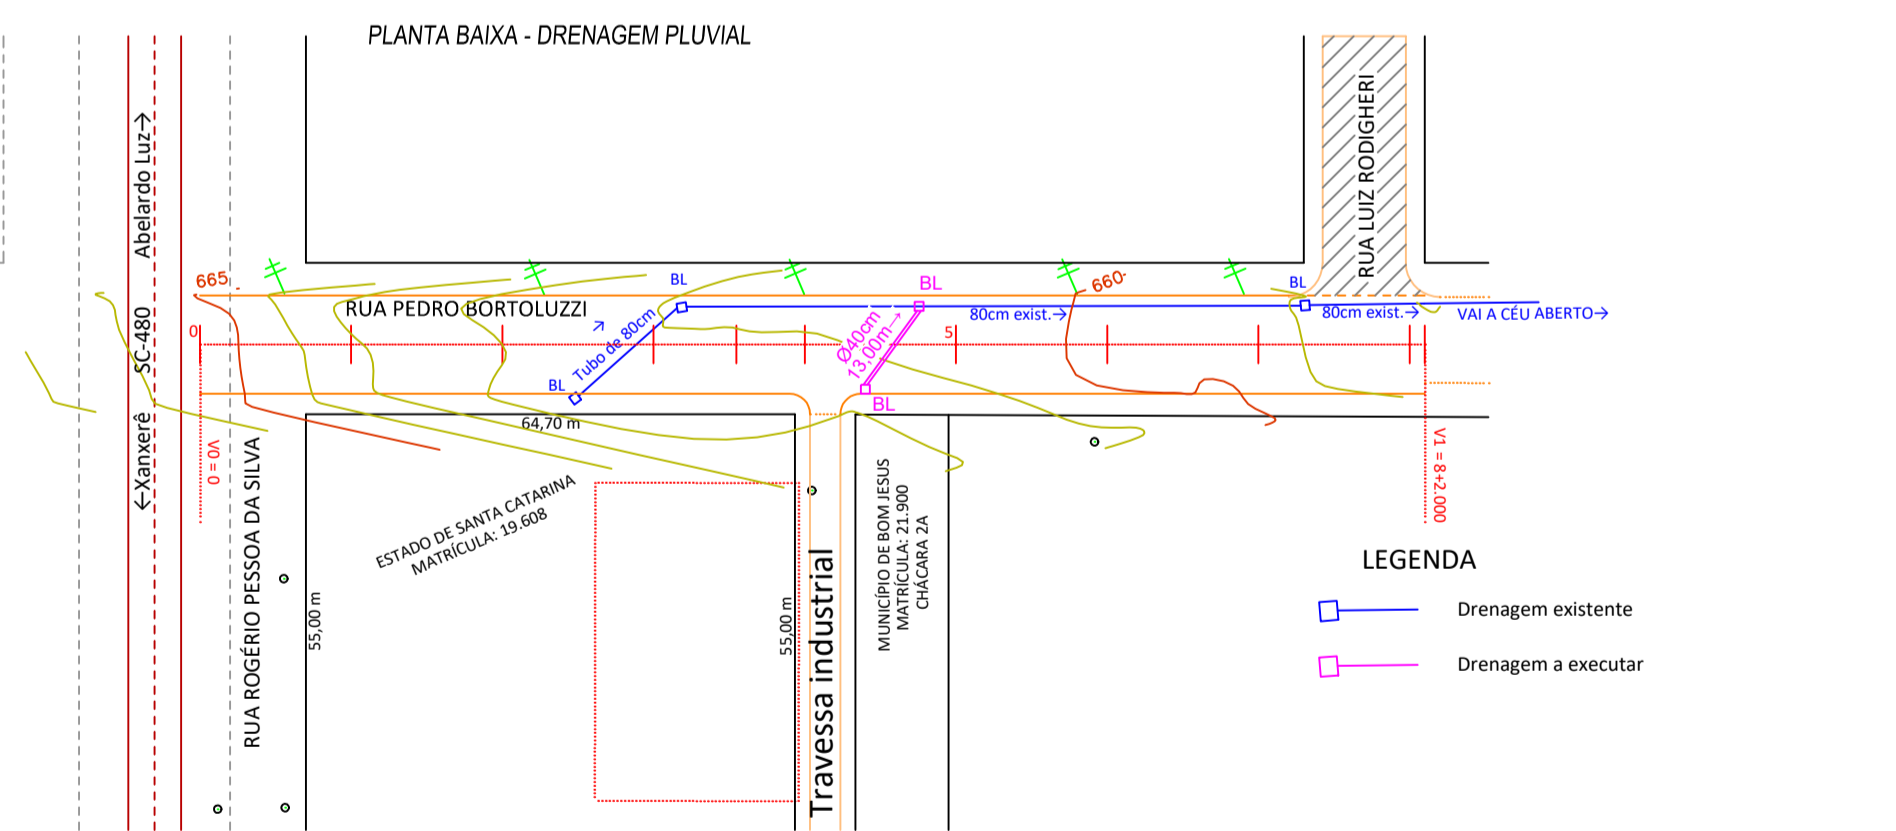 PLANTA BAIXA - DRENAGEM PLUVIAL
←Xanxerê SC-480 Abelardo Luz→
RUA LUIZ RODIGHERI
665
RUA PEDRO BORTOLUZZI
BL
BL
660
BL
0
→
Tubo de 80cm
Ø40cm
13,00m→
5
80cm exist.→
80cm exist.→
VAI A CÉU ABERTO→
BL
BL
64,70 m
V0 = 0
V1 = 8+2.000
RUA ROGÉRIO PESSOA DA SILVA
ESTADO DE SANTA CATARINA
MATRÍCULA: 19.608
55,00 m
55,00 m
Travessa industrial
MUNICÍPIO DE BOM JESUS
MATRÍCULA: 21.900
CHÁCARA 2A
LEGENDA
Drenagem existente
Drenagem a executar